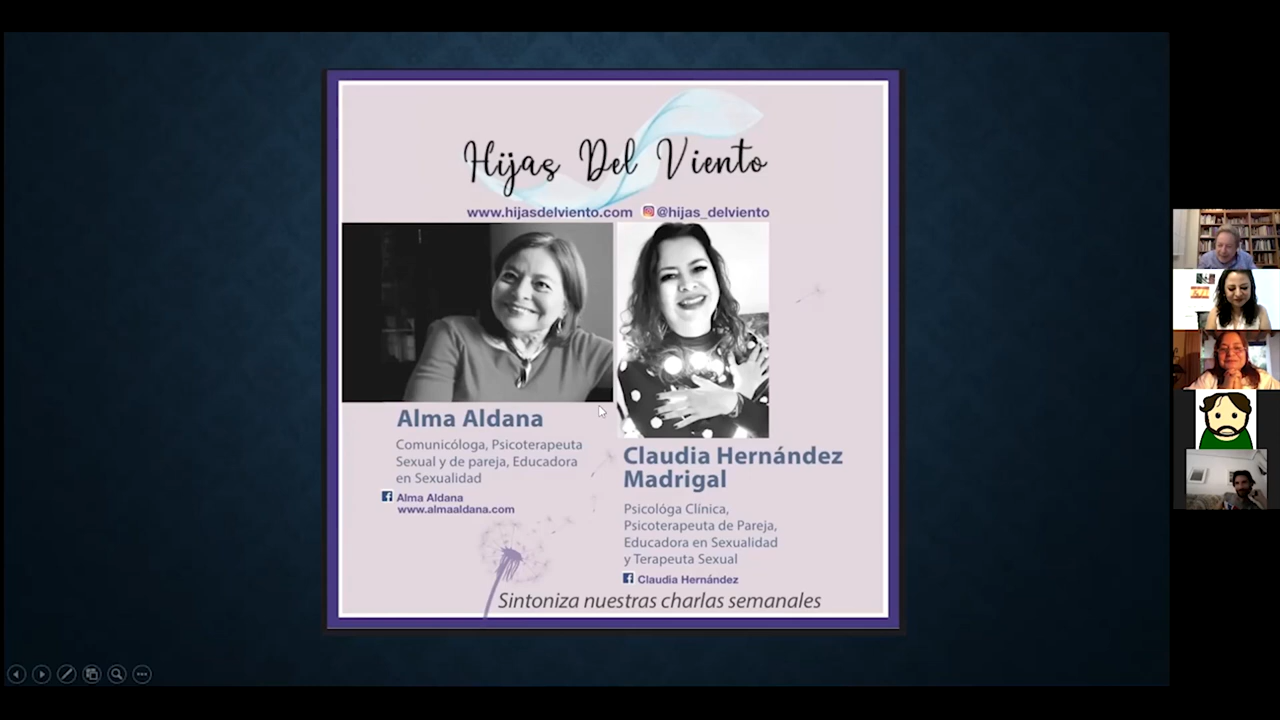 Hijas Del Viento
www.hijasdelviento.com @hijas_delviento
Alma Aldana
Comunicóloga, Psicoterapeuta
Sexual y de pareja, Educadora
en Sexualidad
Alma Aldana
www.almaaldana.com
Claudia Hernández
Madrigal
Psicológa Clínica,
Psicoterapeuta de Pareja,
Educadora en Sexualidad
y Terapeuta Sexual
Claudia Hernández
Sintoniza nuestras charlas semanales